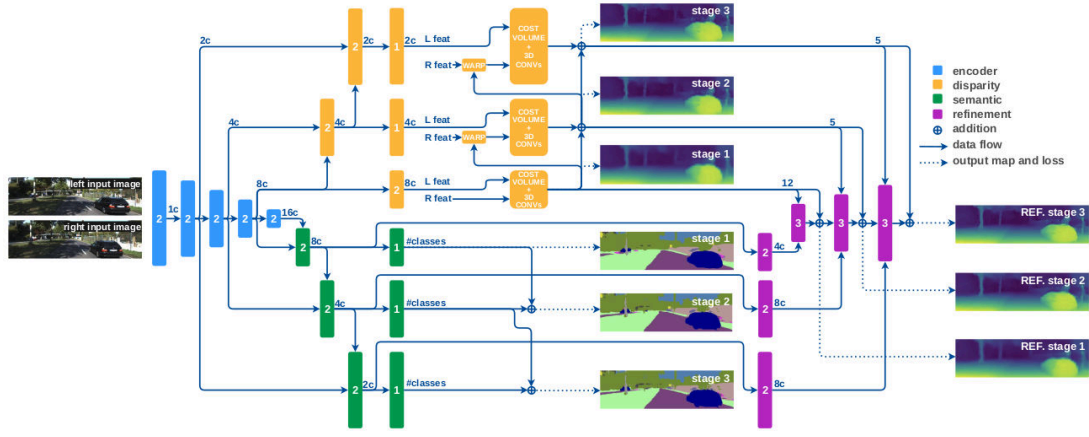 stage 3
2c
2
2c
1
2c
L feat
R feat
WARP
COST
VOLUME
+
3D
CONVs
5
stage 2
encoder
disparity
semantic
refinement
addition
data flow
output map and loss
4c
2
4c
1
4c
L feat
R feat
WARP
COST
VOLUME
+
3D
CONVs
5
stage 1
8c
2
8c
L feat
R feat
COST
VOLUME
+
3D
CONVs
12
left input image
right input image
2
1c
2
2
2
2
16c
2
8c
1
#classes
stage 1
2
4c
3
2
3
2
3
REF. stage 3
2
4c
1
#classes
stage 2
2
8c
REF. stage 2
REF. stage 1
2
2c
1
#classes
stage 3
2
8c